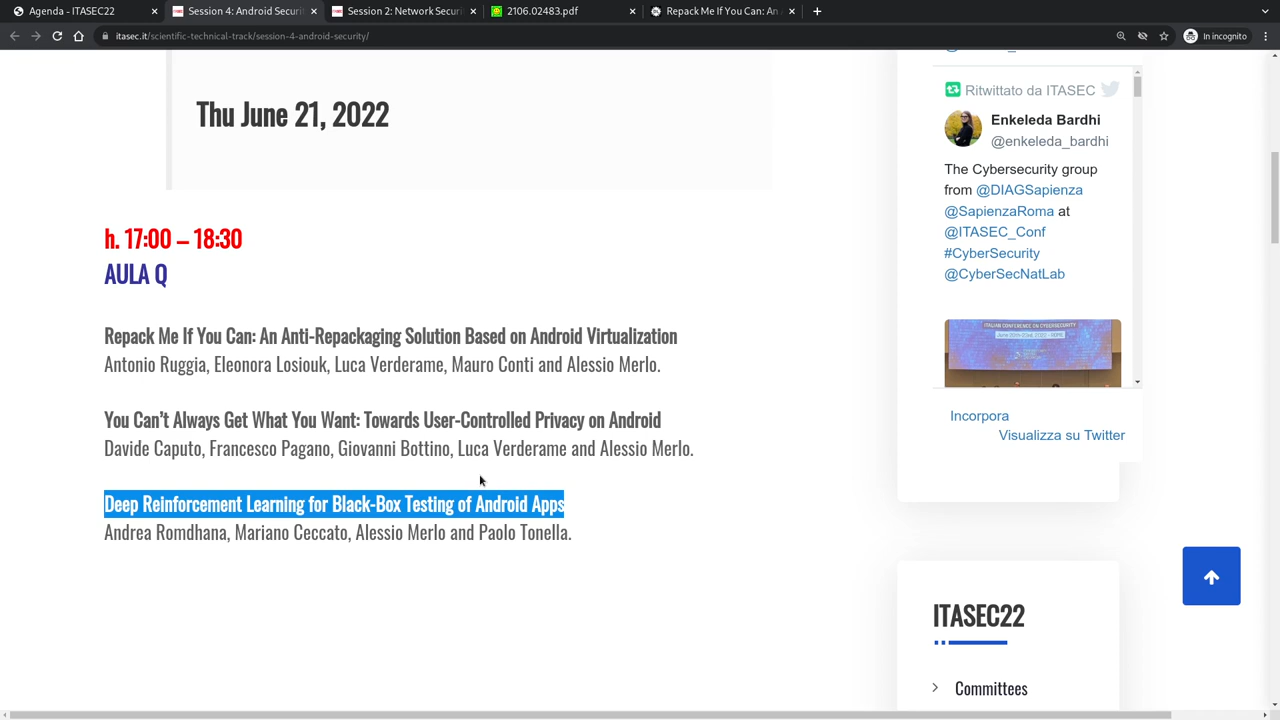 Agenda - ITASEC22
Session 4: Android Securi
Session 2: Network Securi
2106.02483.pdf
Repack Me If You Can: An
itasec.it/scientific-technical-track/session-4-android-security/
In incognito
Thu June 21, 2022
h. 17:00 – 18:30
AULA Q
Repack Me If You Can: An Anti-Repackaging Solution Based on Android Virtualization
Antonio Ruggia, Eleonora Losiouk, Luca Verderame, Mauro Conti and Alessio Merlo.
You Can't Always Get What You Want: Towards User-Controlled Privacy on Android
Davide Caputo, Francesco Pagano, Giovanni Bottino, Luca Verderame and Alessio Merlo.
Deep Reinforcement Learning for Black-Box Testing of Android Apps
Andrea Romdhana, Mariano Ceccato, Alessio Merlo and Paolo Tonella.
Ritwittato da ITASEC
Enkeleda Bardhi
@enkeleda_bardhi
The Cybersecurity group
from @DIAGSapienza
@SapienzaRoma at
@ITASEC_Conf
#CyberSecurity
@CyberSecNatLab
ITALIAN CONFERENCE ON CYBERSECURITY
Incorpora
Visualizza su Twitter
ITASEC22
Committees